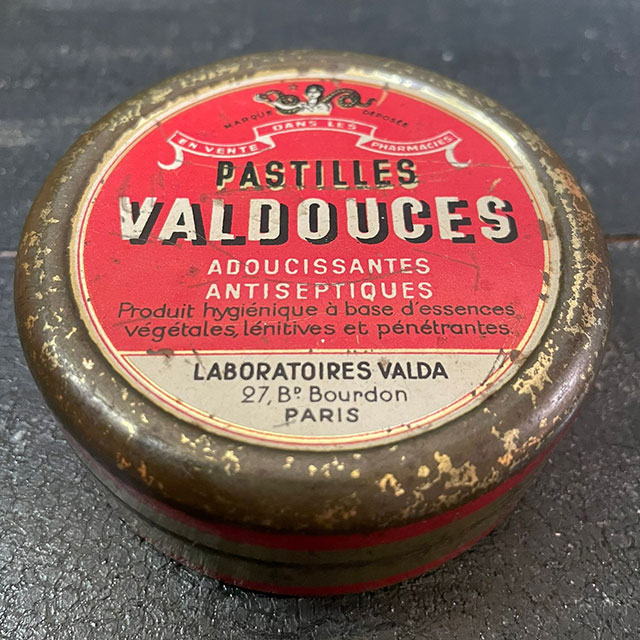 MARQUE DÉPOSÉE
EN VENTE DANS LES PHARMACIES
PASTILLES
VALDOUCES
ADOUCISSANTES
ANTISEPTIQUES
Produit hygiénique à base d'essences
végétales, lénitives et pénétrantes.
LABORATOIRES VALDA
27, Bᴰ Bourdon
PARIS